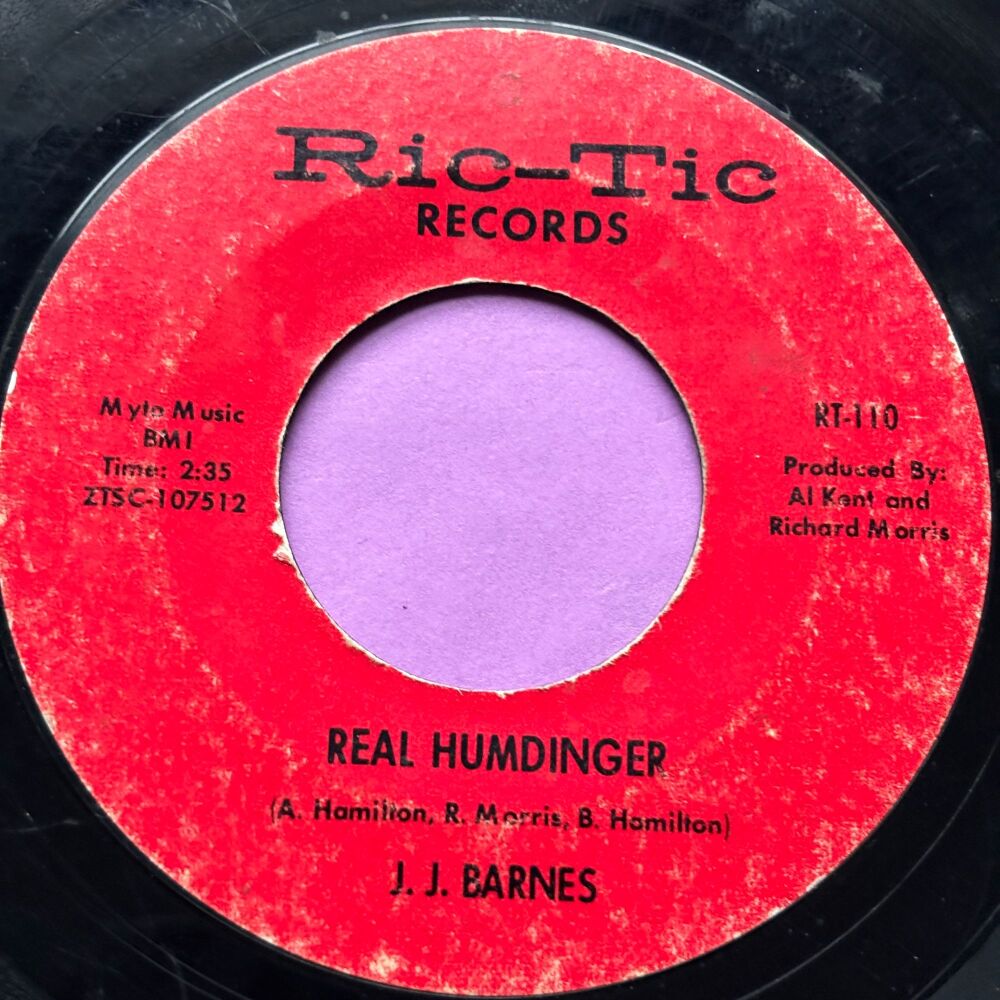 Ric-Tic
RECORDS
Myto Music
BMI
Time: 2:35
ZTSC-107512
RT-110
Produced By:
Al Kent and
Richard Morris
REAL HUMDINGER
(A. Hamilton, R. Morris, B. Hamilton)
J. J. BARNES